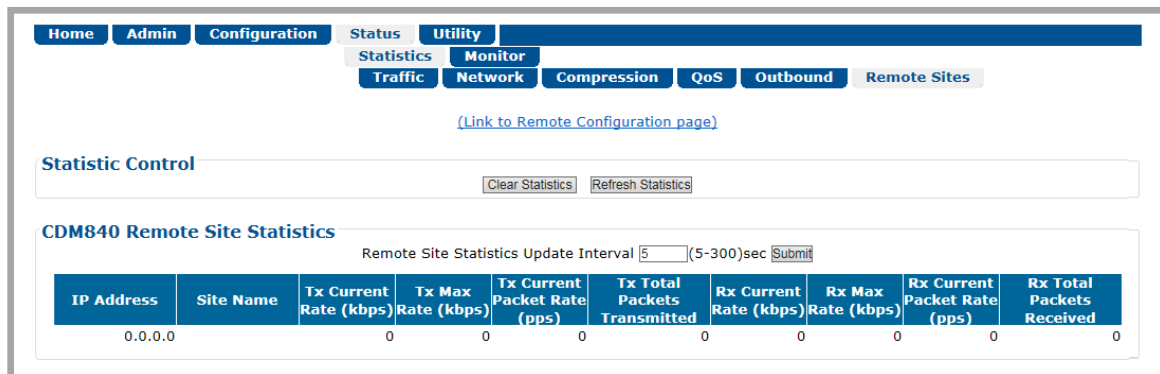 Home Admin Configuration Status Utility
Statistics Monitor
Traffic Network Compression QoS Outbound Remote Sites
(Link to Remote Configuration page)
Statistic Control
Clear Statistics Refresh Statistics
CDM840 Remote Site Statistics
Remote Site Statistics Update Interval 5 (5-300)sec Submit
IP Address Site Name Tx Current Rate (kbps) Tx Max Rate (kbps) Tx Current Packet Rate (pps) Tx Total Packets Transmitted Rx Current Rate (kbps) Rx Max Rate (kbps) Rx Current Packet Rate (pps) Rx Total Packets Received
0.0.0.0 0 0 0 0 0 0 0 0